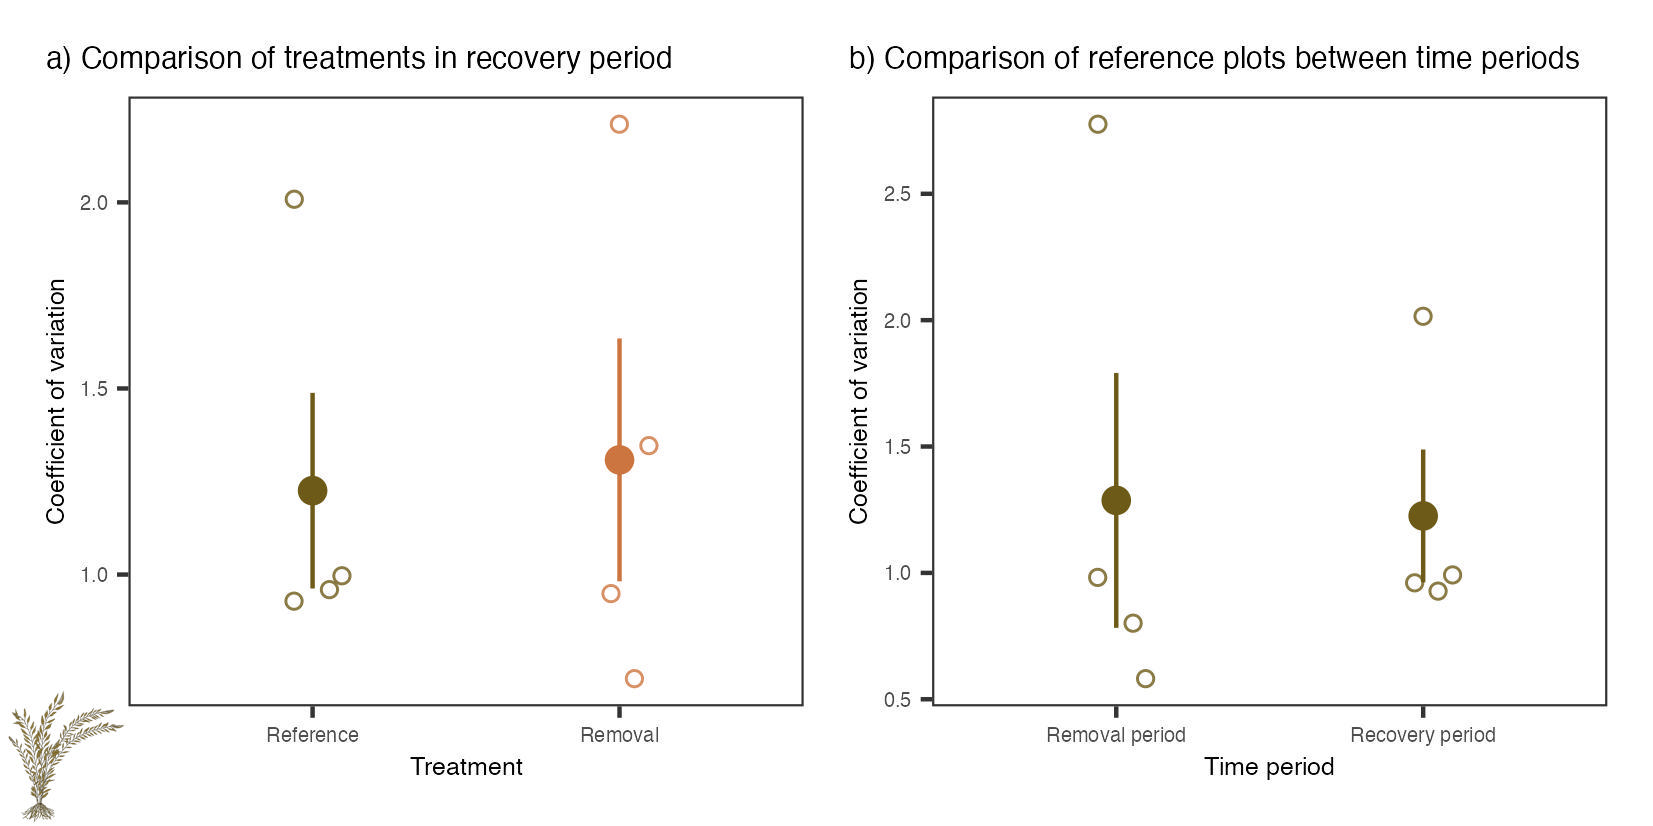 a) Comparison of treatments in recovery period
Coefficient of variation
2.0
1.5
1.0
Reference
Removal
Treatment
b) Comparison of reference plots between time periods
Coefficient of variation
2.5
2.0
1.5
1.0
0.5
Removal period
Recovery period
Time period